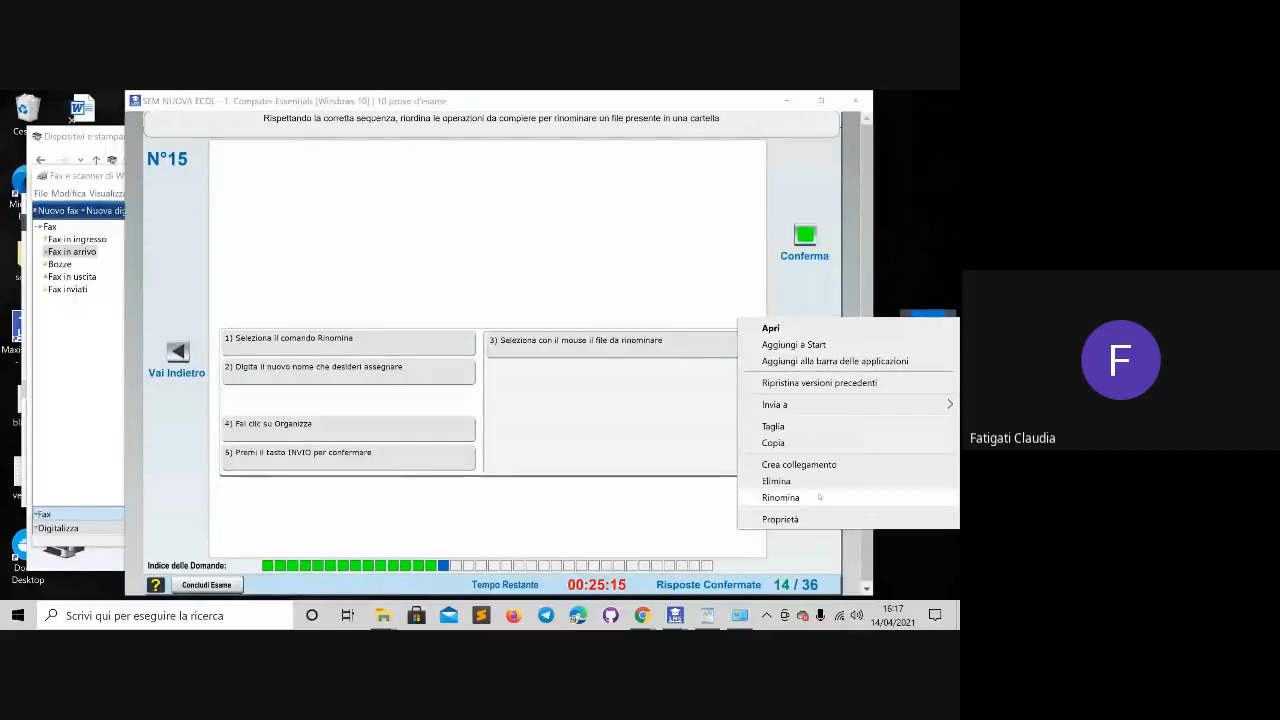 SEM NUOVA ECDL - 1. Computer Essentials [Windows 10] | 10 prove d'esame
Rispettando la corretta sequenza, riordina le operazioni da compiere per rinominare un file presente in una cartella
Dispositivi e stampa
N°15
Fax e scanner di W
File Modifica Visualizza
Nuovo fax
Nuova dig
Fax
Fax in ingresso
Fax in arrivo
Bozze
Fax in uscita
Fax inviati
Conferma
1) Seleziona il comando Rinomina
2) Digita il nuovo nome che desideri assegnare
4) Fai clic su Organizza
5) Premi il tasto INVIO per confermare
3) Seleziona con il mouse il file da rinominare
Vai Indietro
Apri
Aggiungi a Start
Aggiungi alla barra delle applicazioni
Ripristina versioni precedenti
Invia a
Taglia
Copia
Crea collegamento
Elimina
Rinomina
Proprietà
F
Fatigati Claudia
Fax
Digitalizza
Desktop
Indice delle Domande:
?
Concludi Esame
Tempo Restante
00:25:15
Risposte Confermate
14 / 36
Scrivi qui per eseguire la ricerca
LMS
16:17
14/04/2021